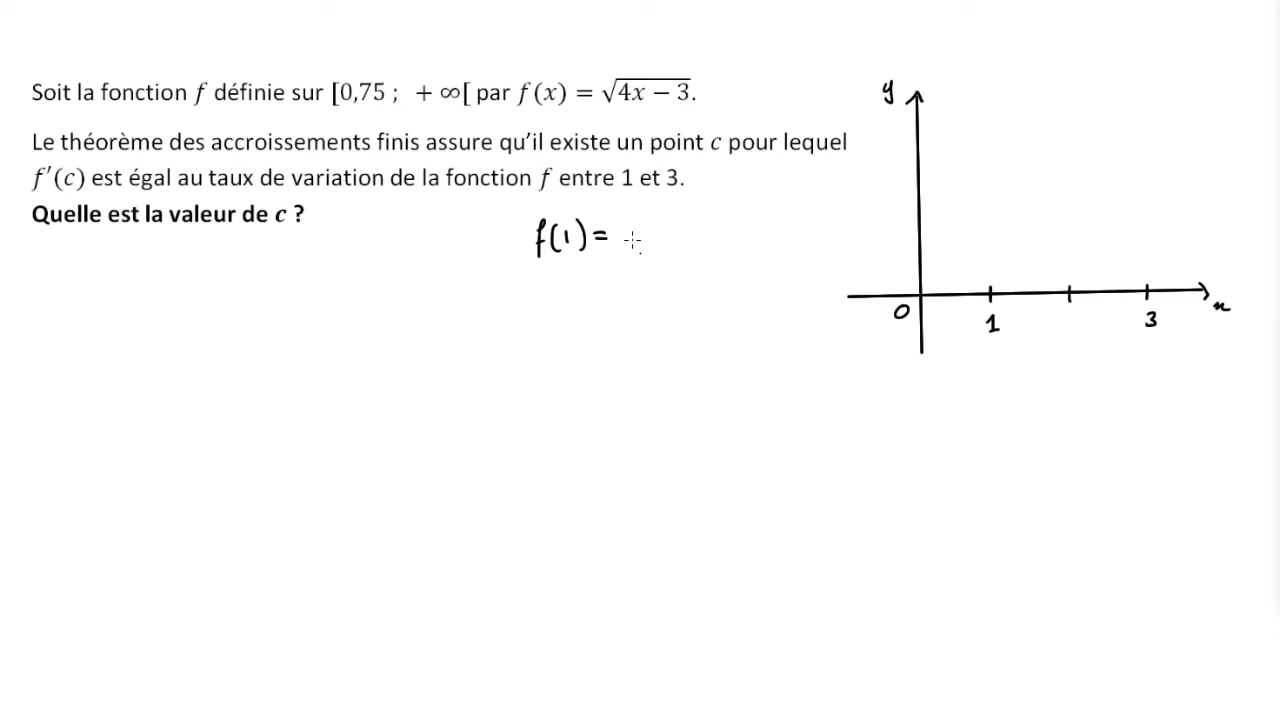 Soit la fonction f définie sur [0,75 ; +∞[ par f(x) = √4x − 3.
Le théorème des accroissements finis assure qu’il existe un point c pour lequel
f′(c) est égal au taux de variation de la fonction f entre 1 et 3.
Quelle est la valeur de c ?
f(1) =
y
0
1
3
x